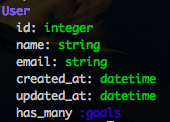 User
id: integer
name: string
email: string
created_at: datetime
updated_at: datetime
has_many :goals